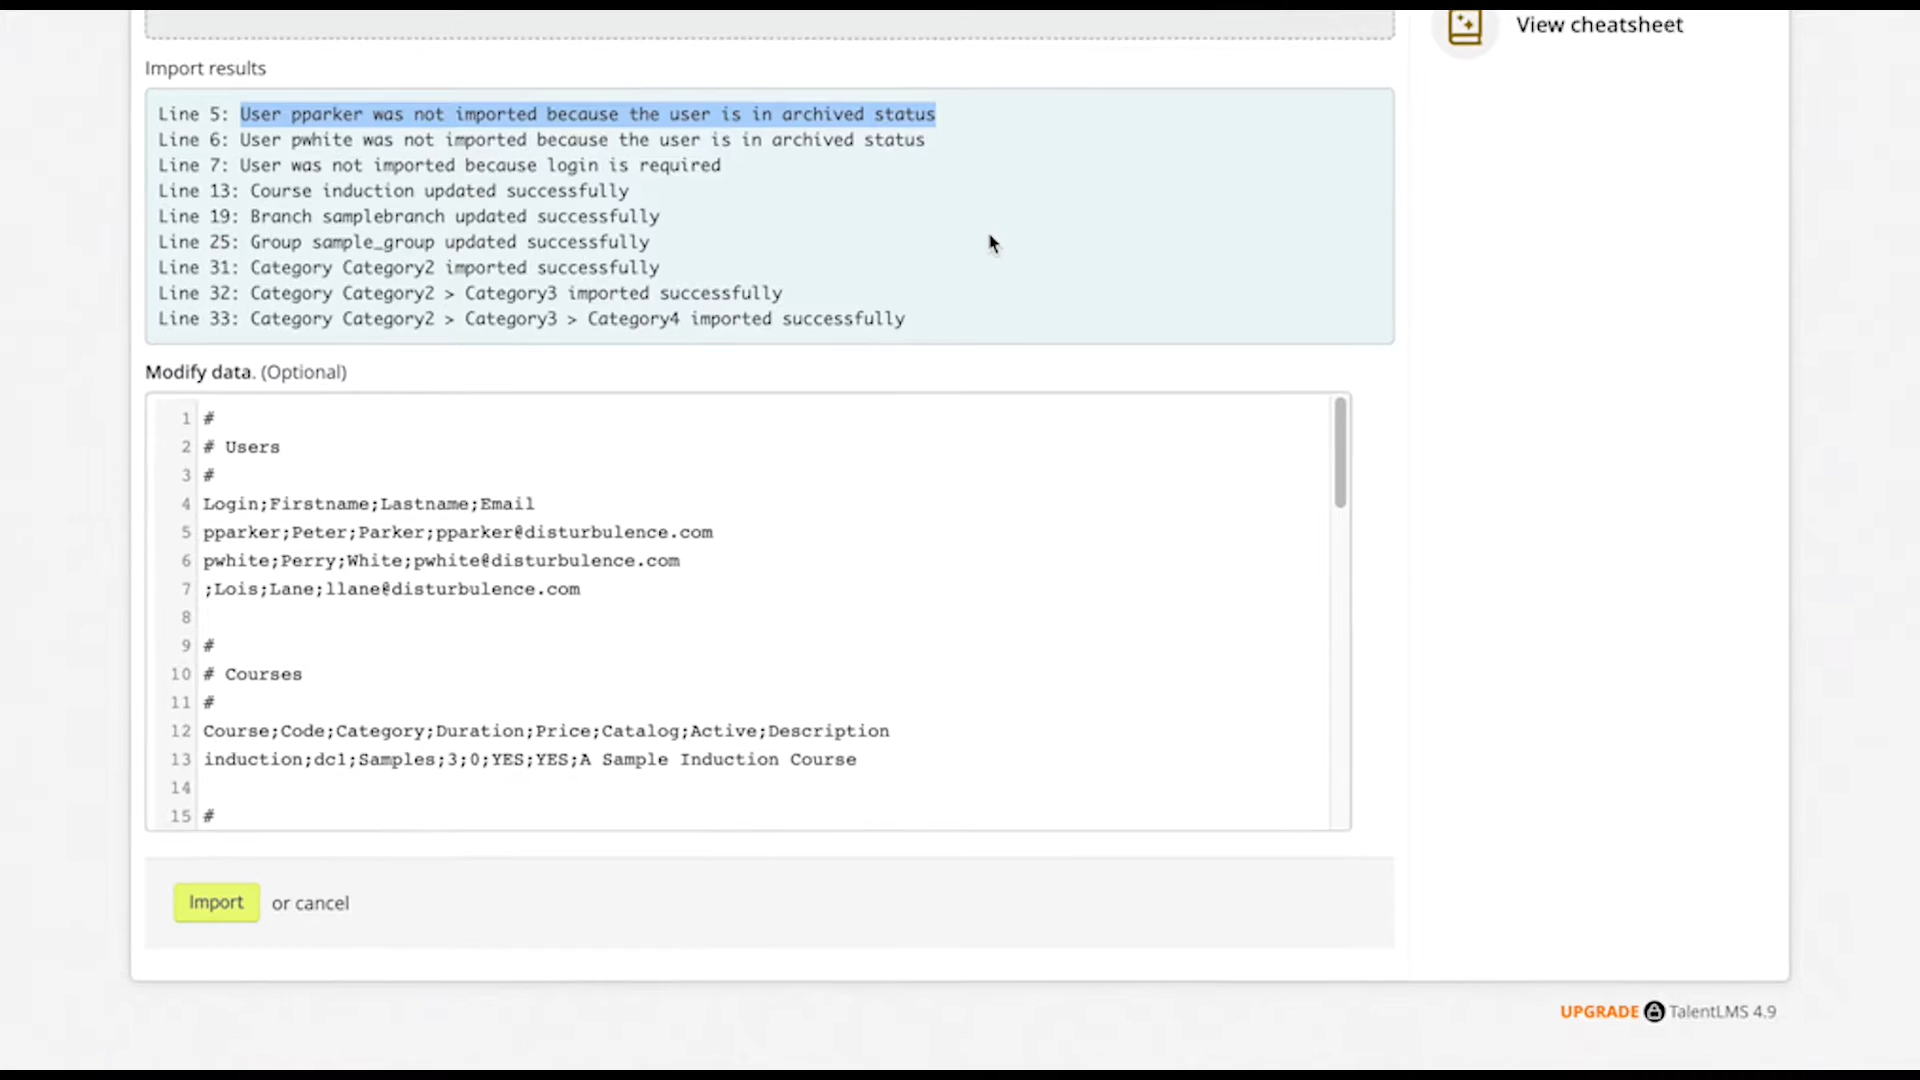 View cheatsheet
Import results
Line 5: User pparker was not imported because the user is in archived status
Line 6: User pwhite was not imported because the user is in archived status
Line 7: User was not imported because login is required
Line 13: Course induction updated successfully
Line 19: Branch samplebranch updated successfully
Line 25: Group sample_group updated successfully
Line 31: Category Category2 imported successfully
Line 32: Category Category2 > Category3 imported successfully
Line 33: Category Category2 > Category3 > Category4 imported successfully
Modify data. (Optional)
1 #
2 # Users
3 #
4 Login;Firstname;Lastname;Email
5 pparker;Peter;Parker;pparker@disturbulence.com
6 pwhite;Perry;White;pwhite@disturbulence.com
7 ;Lois;Lane;llane@disturbulence.com
8
9 #
10 # Courses
11 #
12 Course;Code;Category;Duration;Price;Catalog;Active;Description
13 induction;dc1;Samples;3;0;YES;YES;A Sample Induction Course
14
15 #
Import or cancel
UPGRADE TalentLMS 4.9